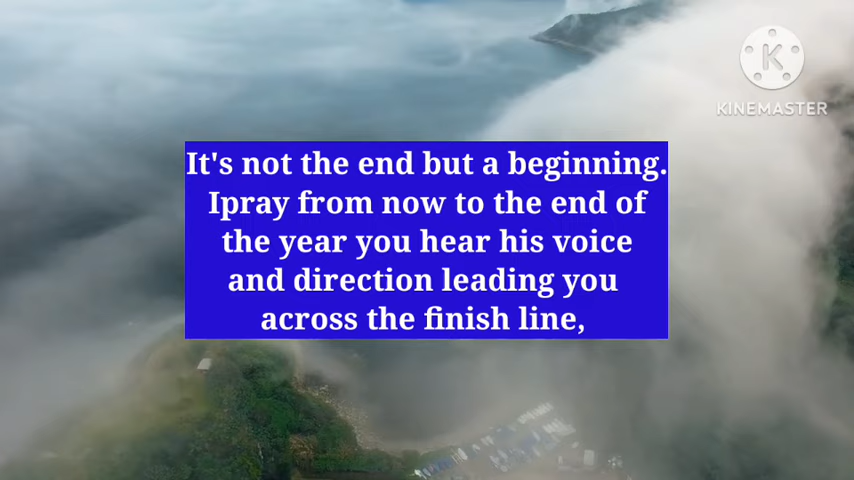 KINEMASTER
It's not the end but a beginning.
Ipray from now to the end of
the year you hear his voice
and direction leading you
across the finish line,